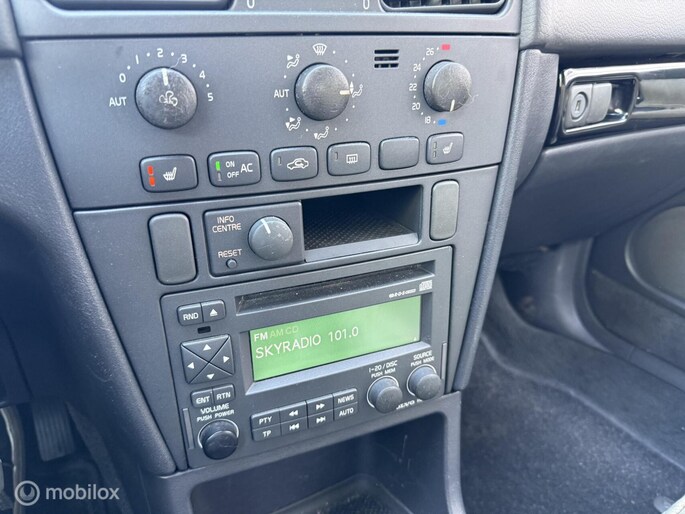 0 1 2 3 4 5
AUT
AUT
26
24
22
20
18
ON
OFF
AC
INFO
CENTRE
RESET
RND
FM AM CD
SKYRADIO 101.0
1-20/DISC
PUSH MEM
SOURCE
PUSH MODE
ENT RTN
VOLUME
PUSH POWER
PTY
NEWS
TP
AUTO
mobilox